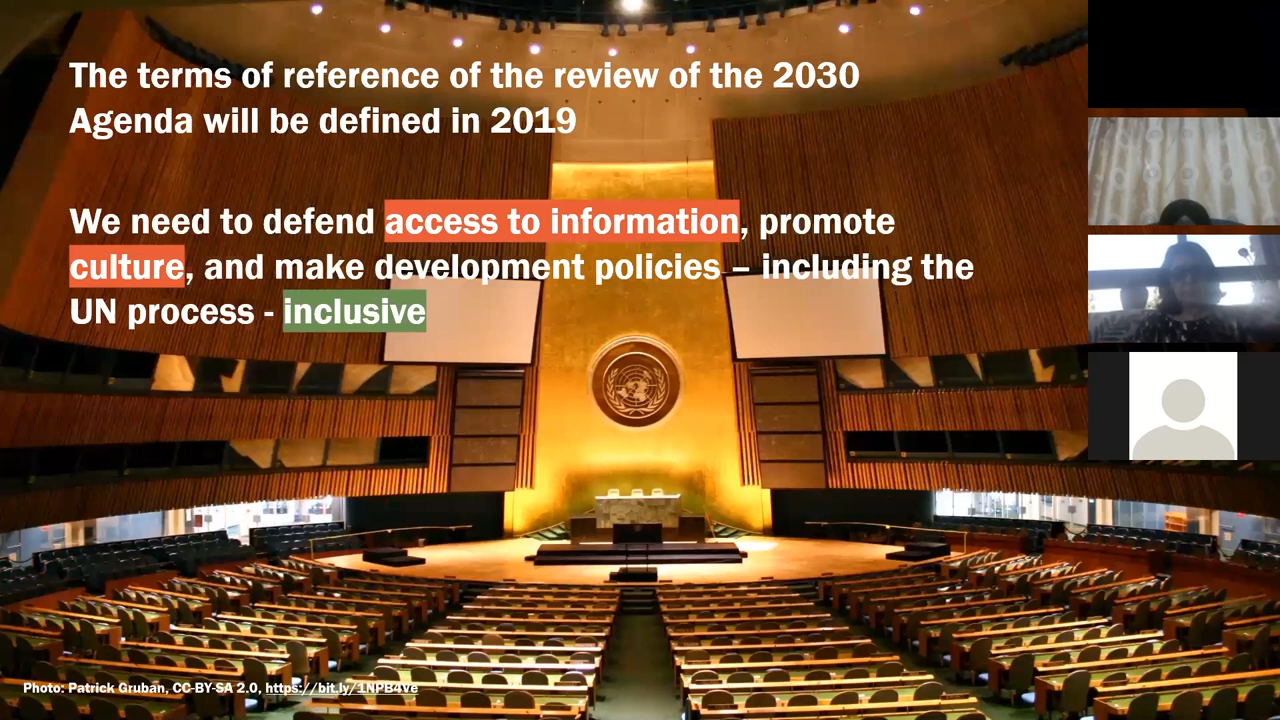 The terms of reference of the review of the 2030
Agenda will be defined in 2019
We need to defend access to information, promote
culture, and make development policies – including the
UN process - inclusive
Photo: Patrick Gruban, CC-BY-SA 2.0, https://bit.ly/1NPB4Ve